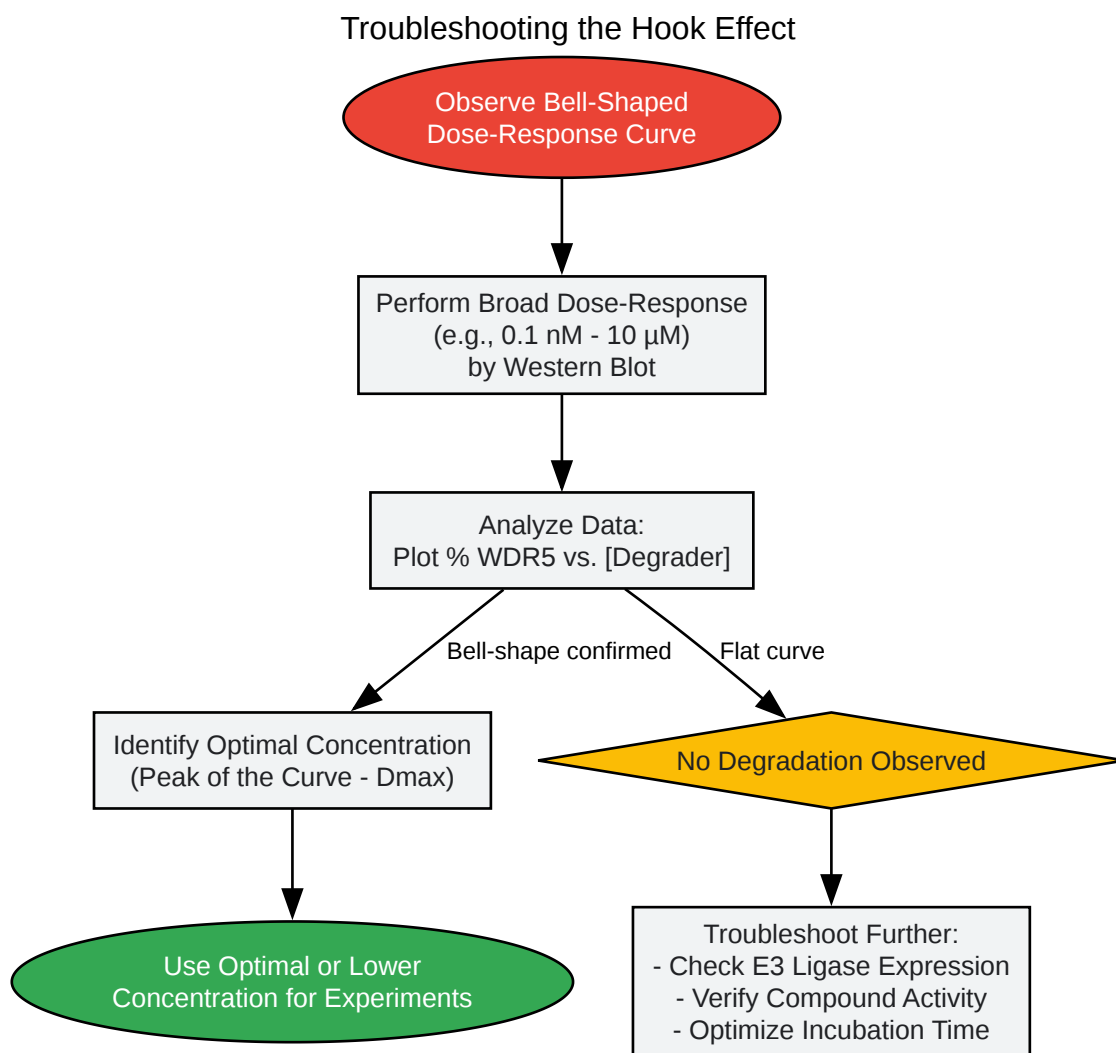 Troubleshooting the Hook Effect
Observe Bell-Shaped
Dose-Response Curve
Perform Broad Dose-Response
(e.g., 0.1 nM - 10 µM)
by Western Blot
Analyze Data:
Plot % WDR5 vs. [Degrader]
Bell-shape confirmed
Flat curve
Identify Optimal Concentration
(Peak of the Curve - Dmax)
No Degradation Observed
Use Optimal or Lower
Concentration for Experiments
Troubleshoot Further:
- Check E3 Ligase Expression
- Verify Compound Activity
- Optimize Incubation Time